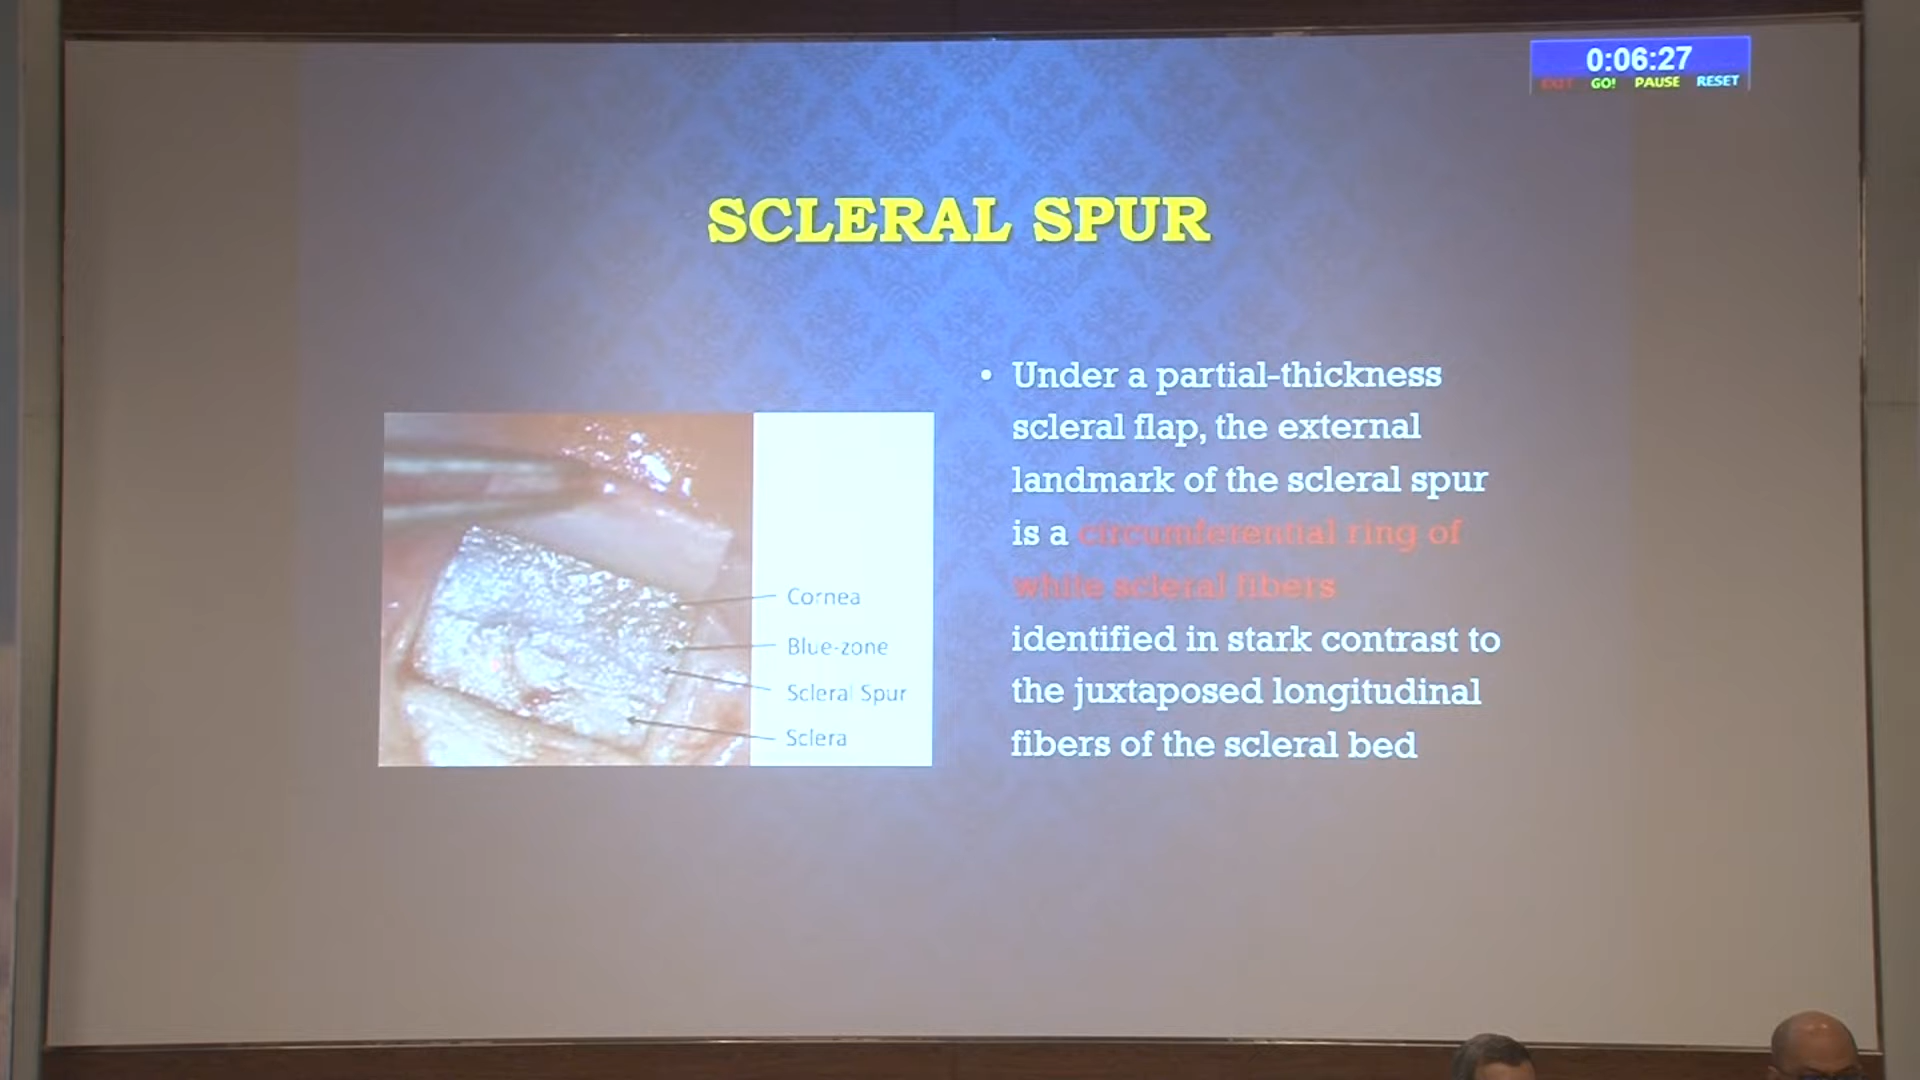 0:06:27
EXIT GO! PAUSE RESET
SCLERAL SPUR
• Under a partial-thickness
scleral flap, the external
landmark of the scleral spur
is a circumferential ring of
while scleral fibers
identified in stark contrast to
the juxtaposed longitudinal
fibers of the scleral bed
Cornea
Blue-zone
Scleral Spur
Sclera